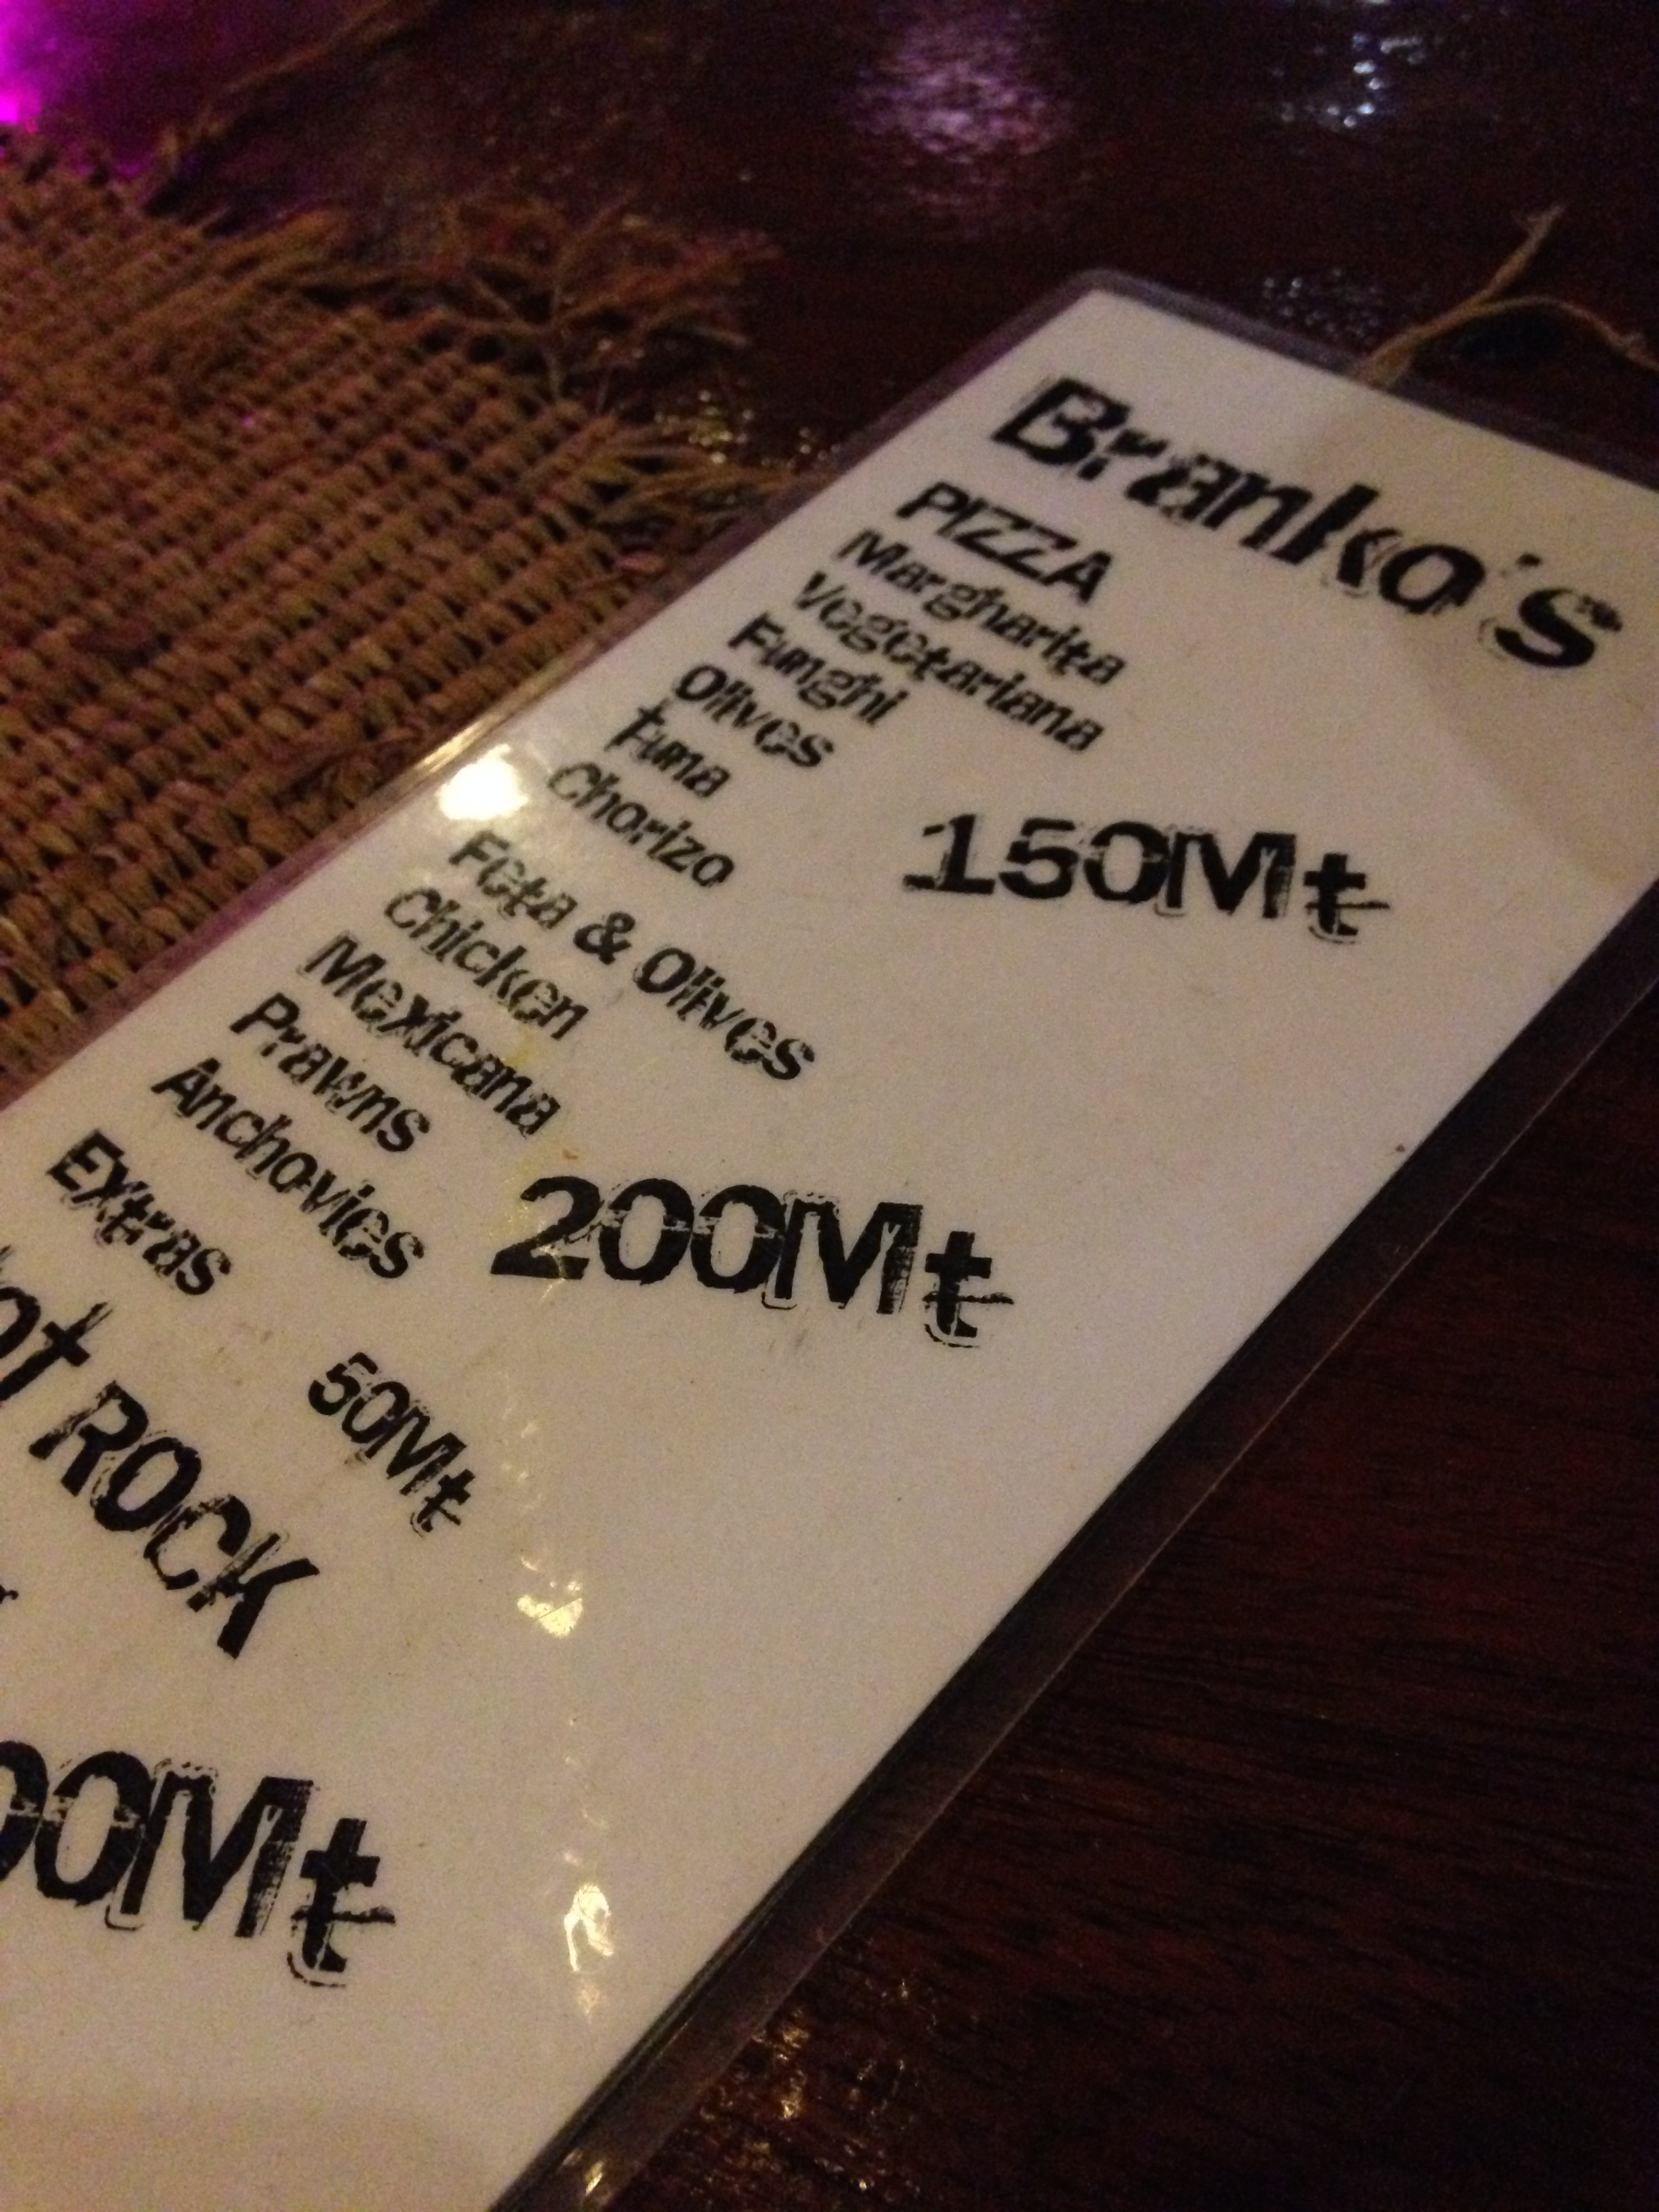 Branko's
PIZZA
Margharita
Vegetariana
Funghi
Olives
Tuna
Chorizo
150Mt
Feta & Olives
Chicken
Mexicana
Prawns
Anchovies
200Mt
Extras
50Mt
ROCK